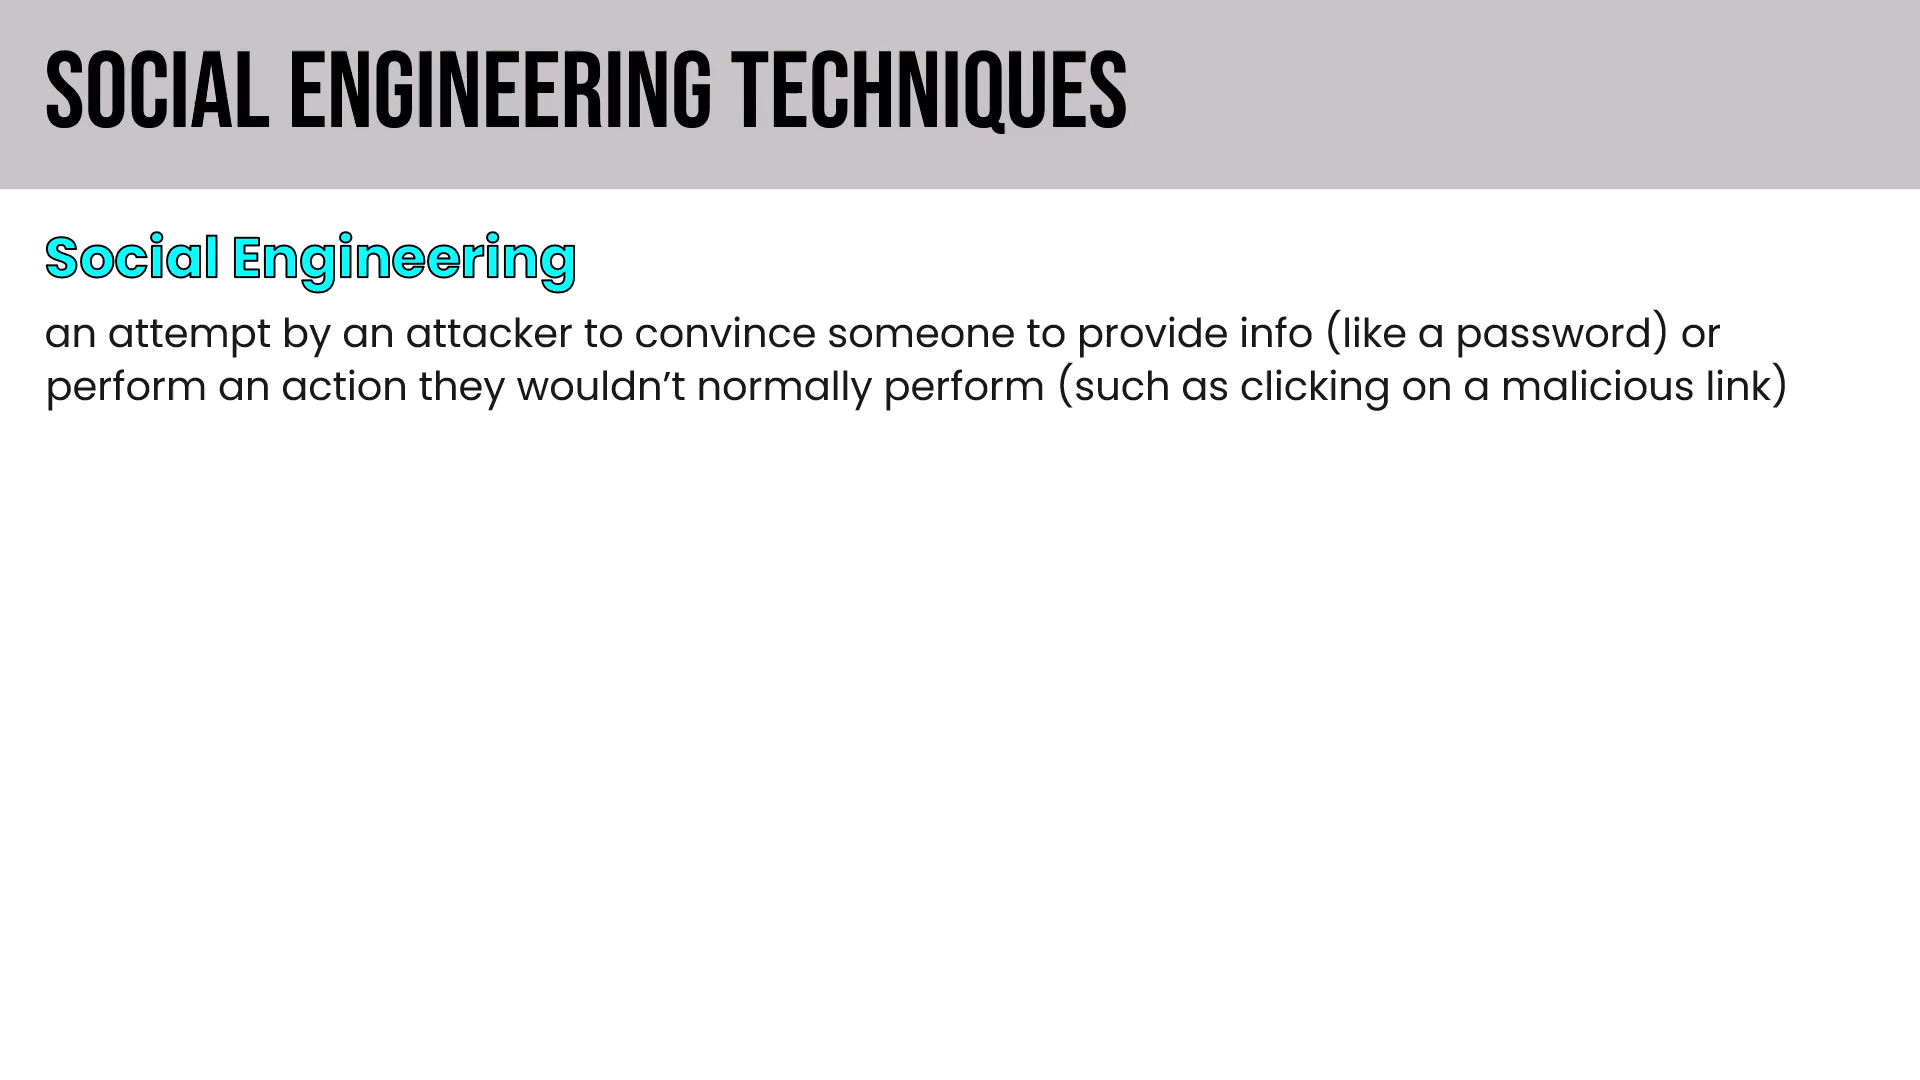 SOCIAL ENGINEERING TECHNIQUES
Social Engineering
an attempt by an attacker to convince someone to provide info (like a password) or
perform an action they wouldn’t normally perform (such as clicking on a malicious link)